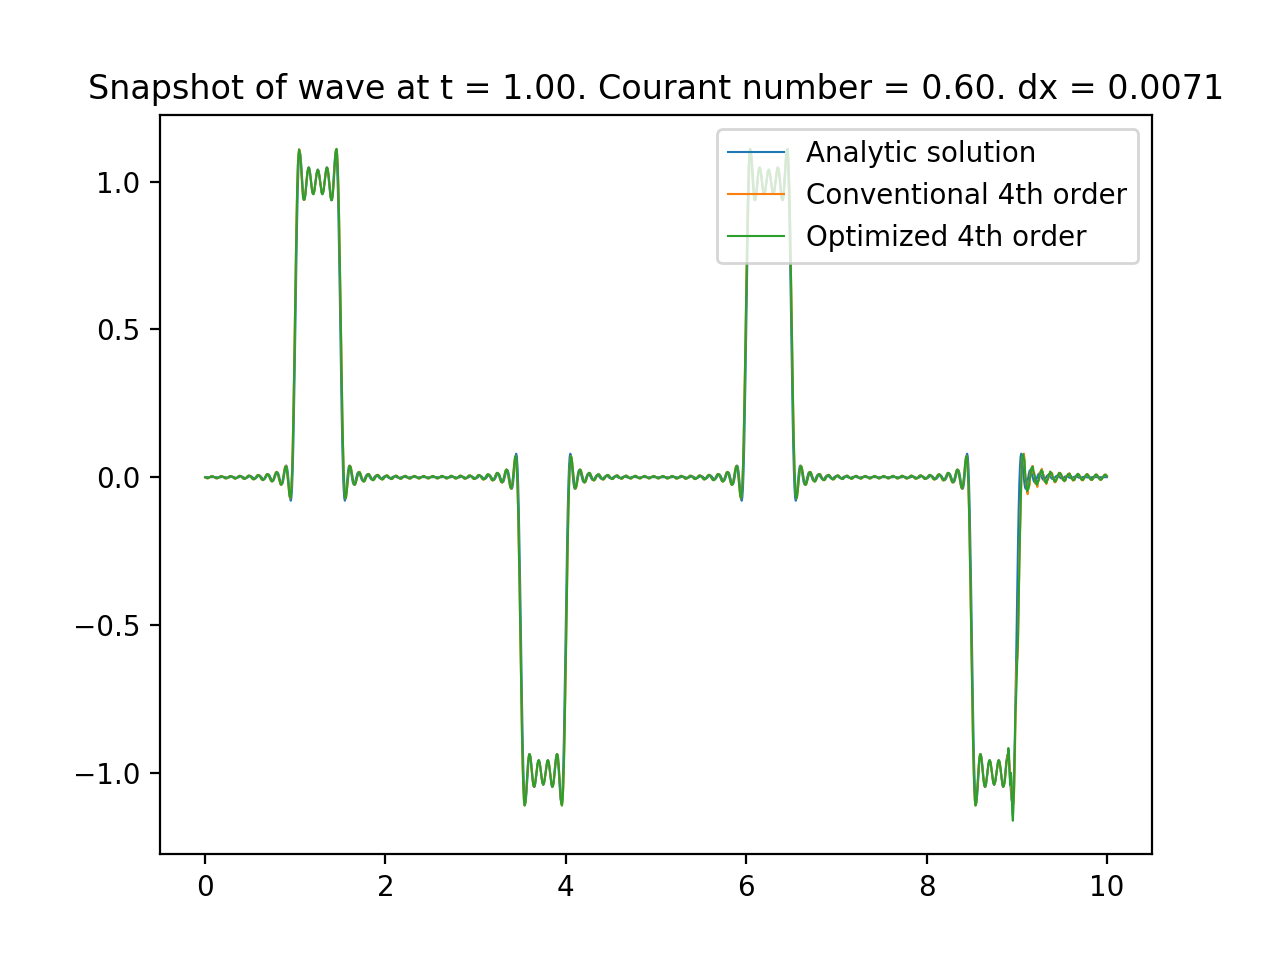 Snapshot of wave at t = 1.00. Courant number = 0.60. dx = 0.0071
Analytic solution
Conventional 4th order
Optimized 4th order
1.0
0.5
0.0
−0.5
−1.0
0 2 4 6 8 10